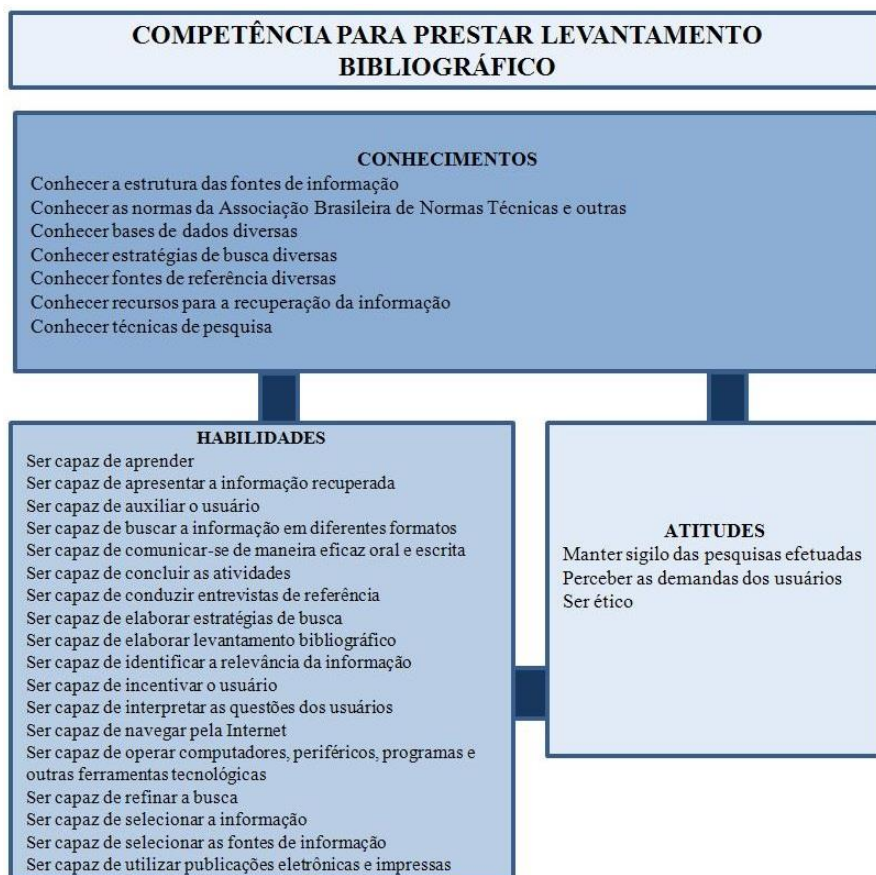 COMPETÊNCIA PARA PRESTAR LEVANTAMENTO
BIBLIOGRÁFICO
CONHECIMENTOS
Conhecer a estrutura das fontes de informação
Conhecer as normas da Associação Brasileira de Normas Técnicas e outras
Conhecer bases de dados diversas
Conhecer estratégias de busca diversas
Conhecer fontes de referência diversas
Conhecer recursos para a recuperação da informação
Conhecer técnicas de pesquisa
HABILIDADES
Ser capaz de aprender
Ser capaz de apresentar a informação recuperada
Ser capaz de auxiliar o usuário
Ser capaz de buscar a informação em diferentes formatos
Ser capaz de comunicar-se de maneira eficaz oral e escrita
Ser capaz de concluir as atividades
Ser capaz de conduzir entrevistas de referência
Ser capaz de elaborar estratégias de busca
Ser capaz de elaborar levantamento bibliográfico
Ser capaz de identificar a relevância da informação
Ser capaz de incentivar o usuário
Ser capaz de interpretar as questões dos usuários
Ser capaz de navegar pela Internet
Ser capaz de operar computadores, periféricos, programas e
outras ferramentas tecnológicas
Ser capaz de refinar a busca
Ser capaz de selecionar a informação
Ser capaz de selecionar as fontes de informação
Ser capaz de utilizar publicações eletrônicas e impressas
ATITUDES
Manter sigilo das pesquisas efetuadas
Perceber as demandas dos usuários
Ser ético